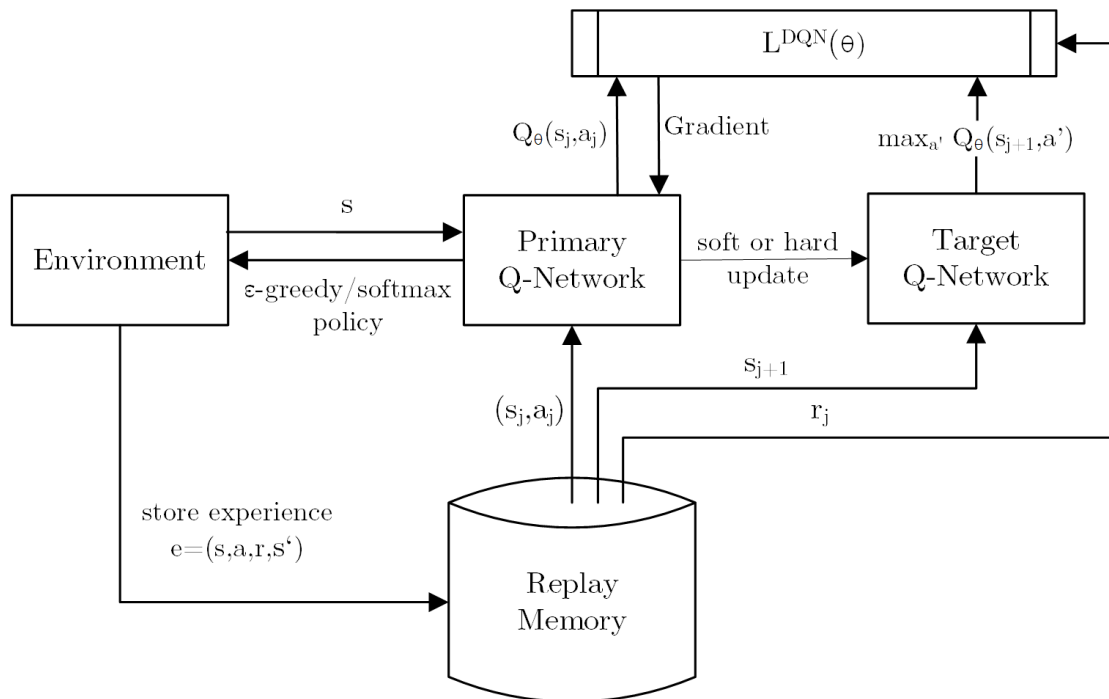 L^DQN(θ)
Q_θ(s_j,a_j)
Gradient
max_a' Q_θ(s_j+1,a')
Environment
s
ε-greedy/softmax
policy
Primary
Q-Network
soft or hard
update
Target
Q-Network
(s_j,a_j)
s_j+1
r_j
store experience
e=(s,a,r,s‘)
Replay
Memory